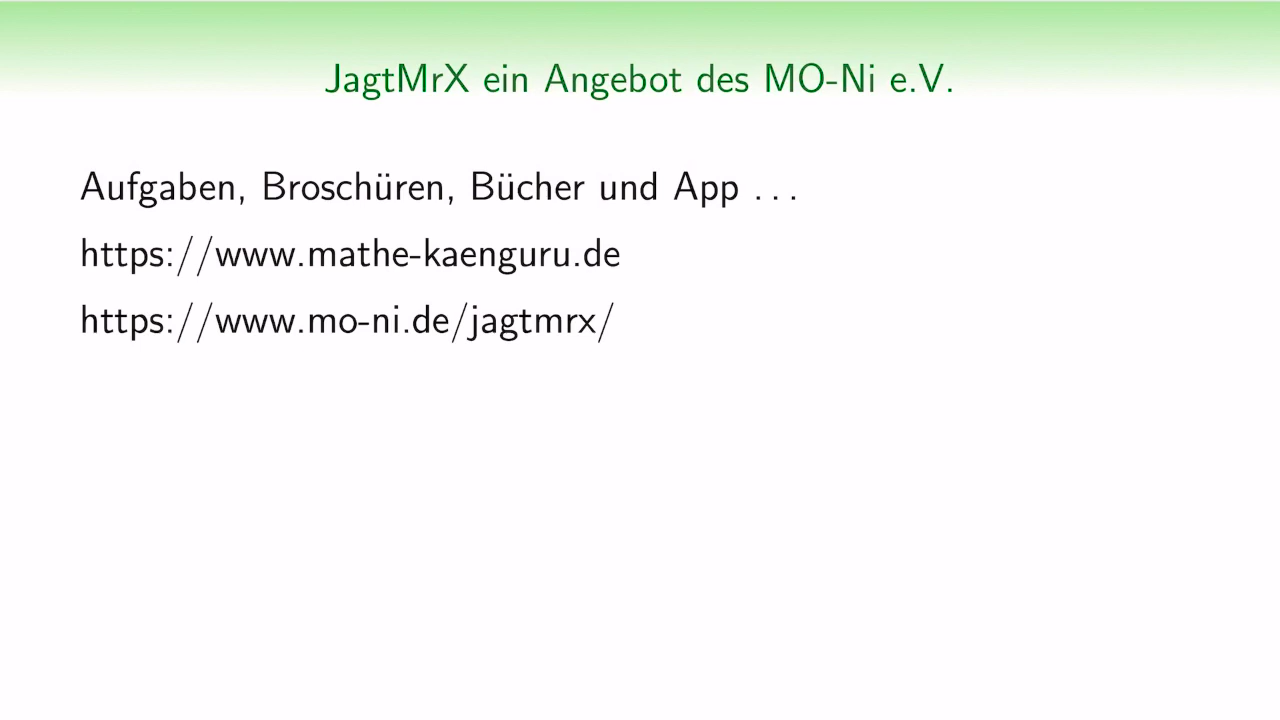 JagtMrX ein Angebot des MO-Ni e.V.
Aufgaben, Broschüren, Bücher und App . . .
https://www.mathe-kaenguru.de
https://www.mo-ni.de/jagtmrx/